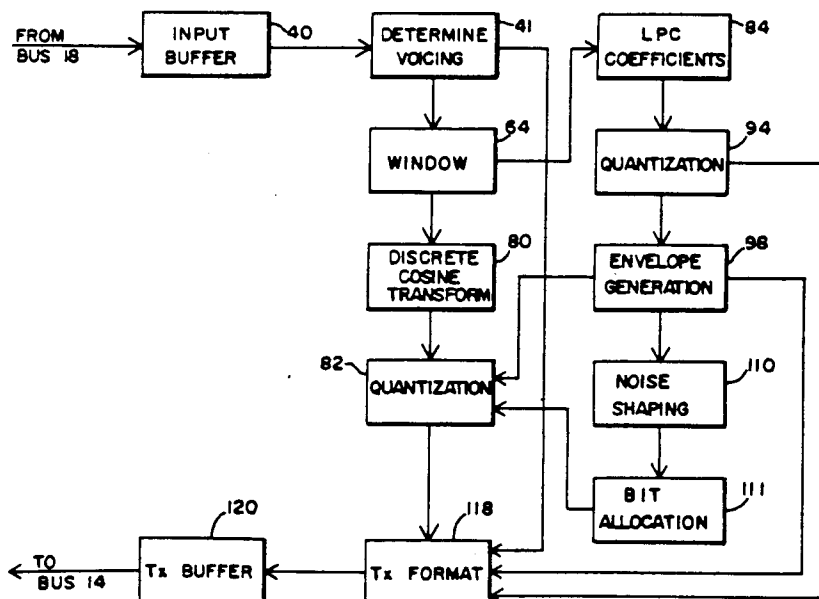 FROM
BUS 18
INPUT
BUFFER
40
DETERMINE
VOICING
41
LPC
COEFFICIENTS
84
WINDOW
64
QUANTIZATION
94
DISCRETE
COSINE
TRANSFORM
80
ENVELOPE
GENERATION
98
82
QUANTIZATION
NOISE
SHAPING
110
BIT
ALLOCATION
111
TO
BUS 14
Tx BUFFER
120
Tx FORMAT
118